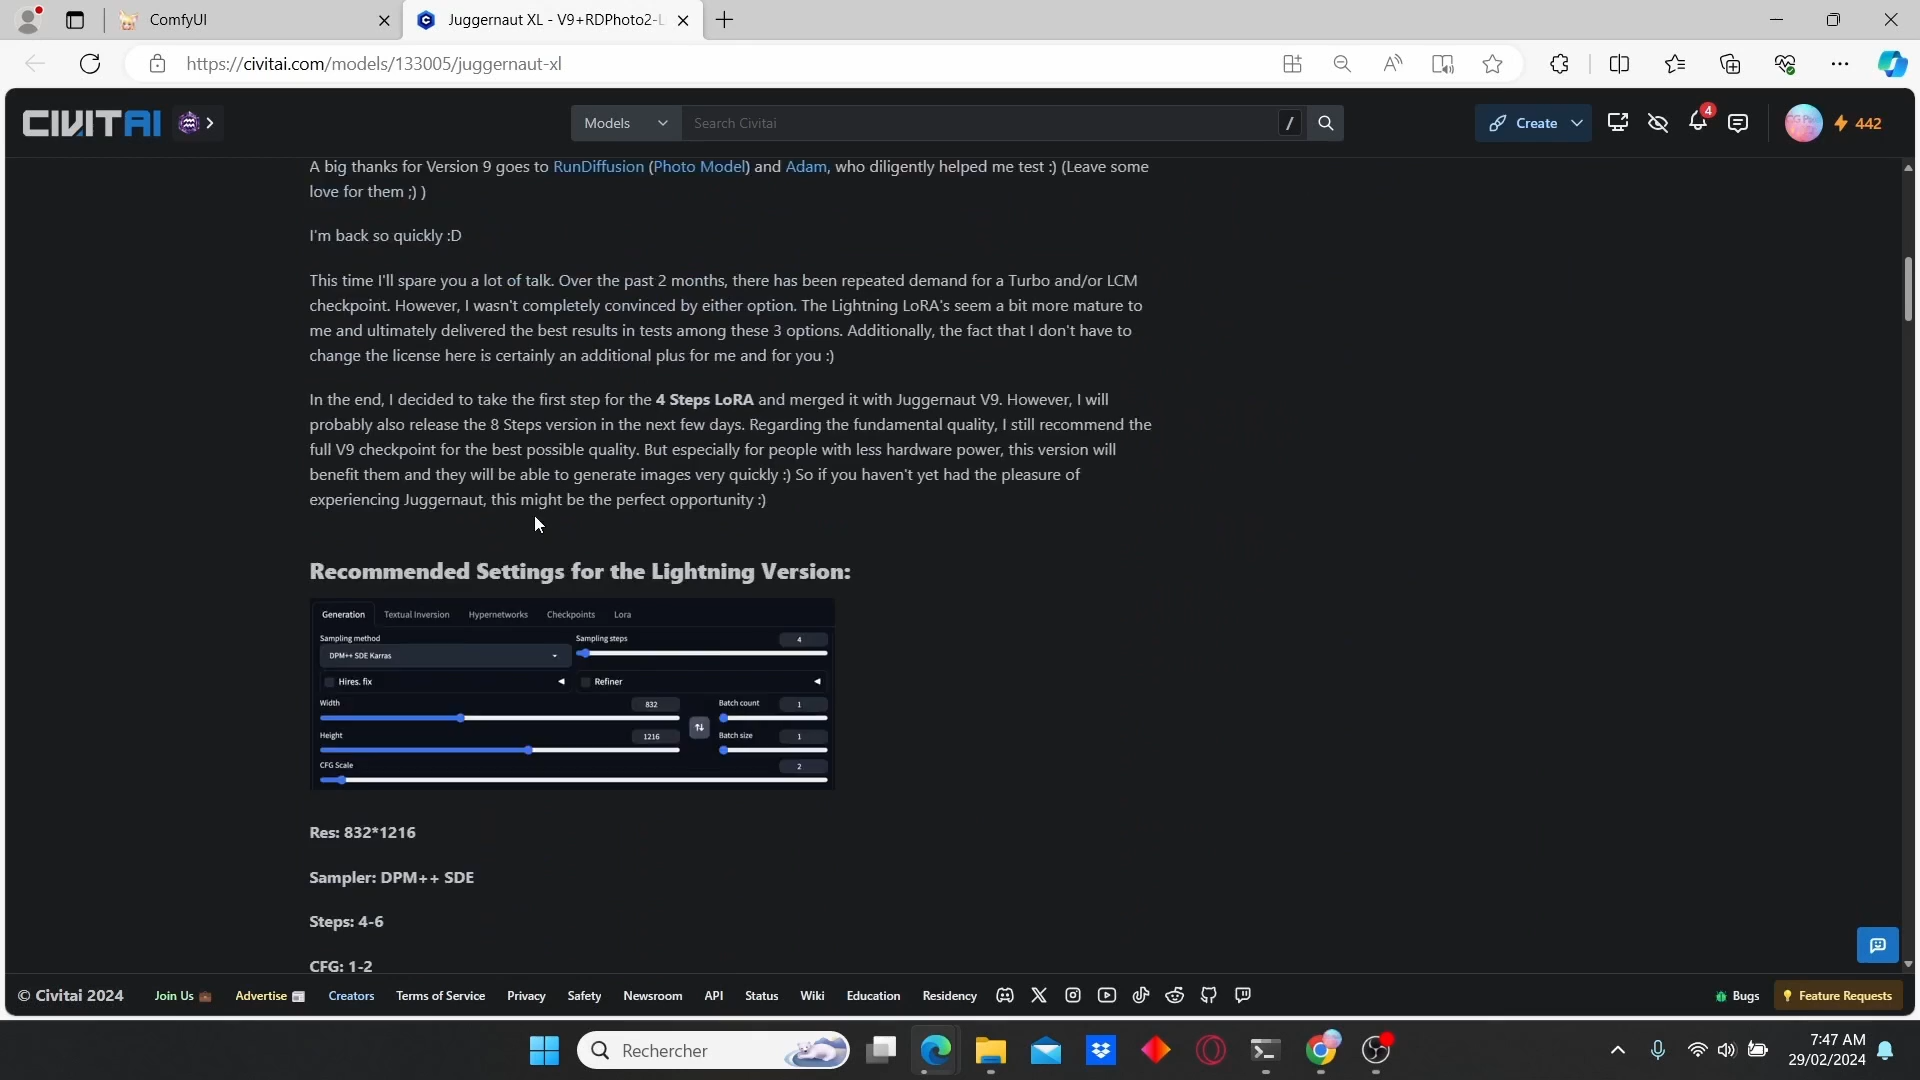 ComfyUI
Juggernaut XL - V9+RDPhoto2-L
https://civitai.com/models/133005/juggernaut-xl
CIVITAI
Models
Search Civitai
/
Create
4
442
A big thanks for Version 9 goes to RunDiffusion (Photo Model) and Adam, who diligently helped me test :) (Leave some
love for them ;) )
I'm back so quickly :D
This time I'll spare you a lot of talk. Over the past 2 months, there has been repeated demand for a Turbo and/or LCM
checkpoint. However, I wasn't completely convinced by either option. The Lightning LoRA's seem a bit more mature to
me and ultimately delivered the best results in tests among these 3 options. Additionally, the fact that I don't have to
change the license here is certainly an additional plus for me and for you :)
In the end, I decided to take the first step for the 4 Steps LoRA and merged it with Juggernaut V9. However, I will
probably also release the 8 Steps version in the next few days. Regarding the fundamental quality, I still recommend the
full V9 checkpoint for the best possible quality. But especially for people with less hardware power, this version will
benefit them and they will be able to generate images very quickly :) So if you haven't yet had the pleasure of
experiencing Juggernaut, this might be the perfect opportunity :)
Recommended Settings for the Lightning Version:
Generation Textual Inversion Hypernetworks Checkpoints Lora
Sampling method
Sampling steps
4
DPM++ SDE Karras
Hires. fix
Refiner
Width
832
Batch count
1
Height
1216
Batch size
1
CFG Scale
2
Res: 832*1216
Sampler: DPM++ SDE
Steps: 4-6
CFG: 1-2
© Civitai 2024 Join Us Advertise Creators Terms of Service Privacy Safety Newsroom API Status Wiki Education Residency Bugs Feature Requests
Rechercher
7:47 AM
29/02/2024